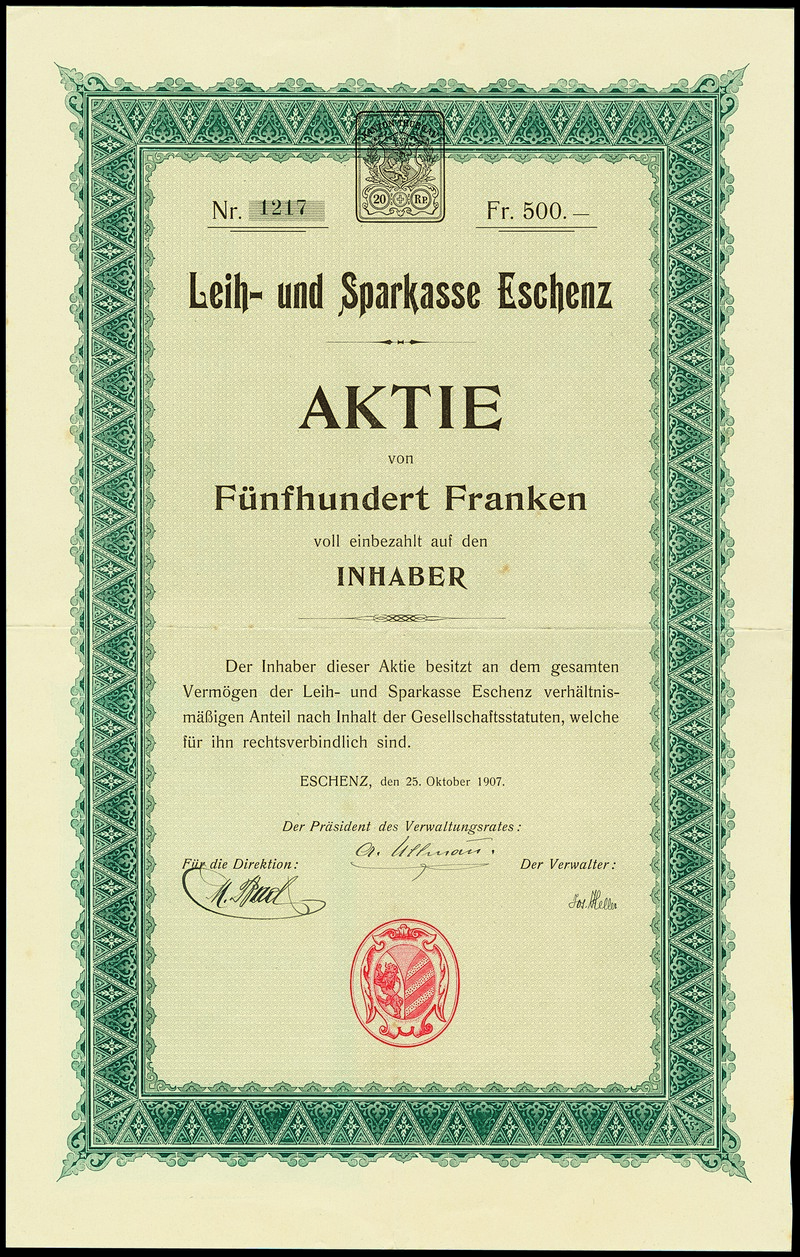 Nr. 1217
20 Rp.
Fr. 500.—
Leih- und Sparkasse Eschenz
AKTIE
von
Fünfhundert Franken
voll einbezahlt auf den
INHABER
Der Inhaber dieser Aktie besitzt an dem gesamten
Vermögen der Leih- und Sparkasse Eschenz verhältnis-
mäßigen Anteil nach Inhalt der Gesellschaftsstatuten, welche
für ihn rechtsverbindlich sind.
ESCHENZ, den 25. Oktober 1907.
Der Präsident des Verwaltungsrates:
Für die Direktion:
Der Verwalter: